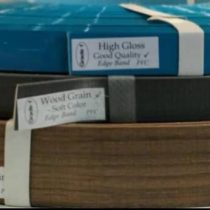 High Gloss
Good Quality ✓
Edge Band PVC
Wood Grain
- Soft Color
Edge Band PVC